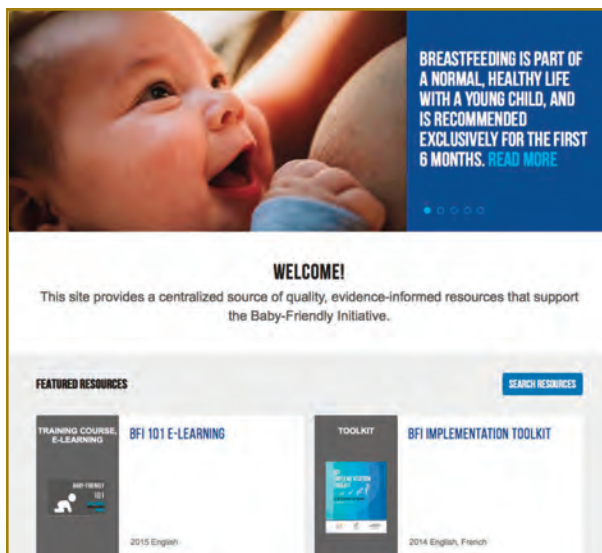 BREASTFEEDING IS PART OF
A NORMAL, HEALTHY LIFE
WITH A YOUNG CHILD, AND
IS RECOMMENDED
EXCLUSIVELY FOR THE FIRST
6 MONTHS. READ MORE
WELCOME!
This site provides a centralized source of quality, evidence-informed resources that support
the Baby-Friendly Initiative.
FEATURED RESOURCES
SEARCH RESOURCES
TRAINING COURSE,
E-LEARNING
BFI 101 E-LEARNING
BABY-FRIENDLY
101
2015 English
TOOLKIT
BFI IMPLEMENTATION TOOLKIT
BFI
IMPLEMENTATION
TOOLKIT
2014 English, French